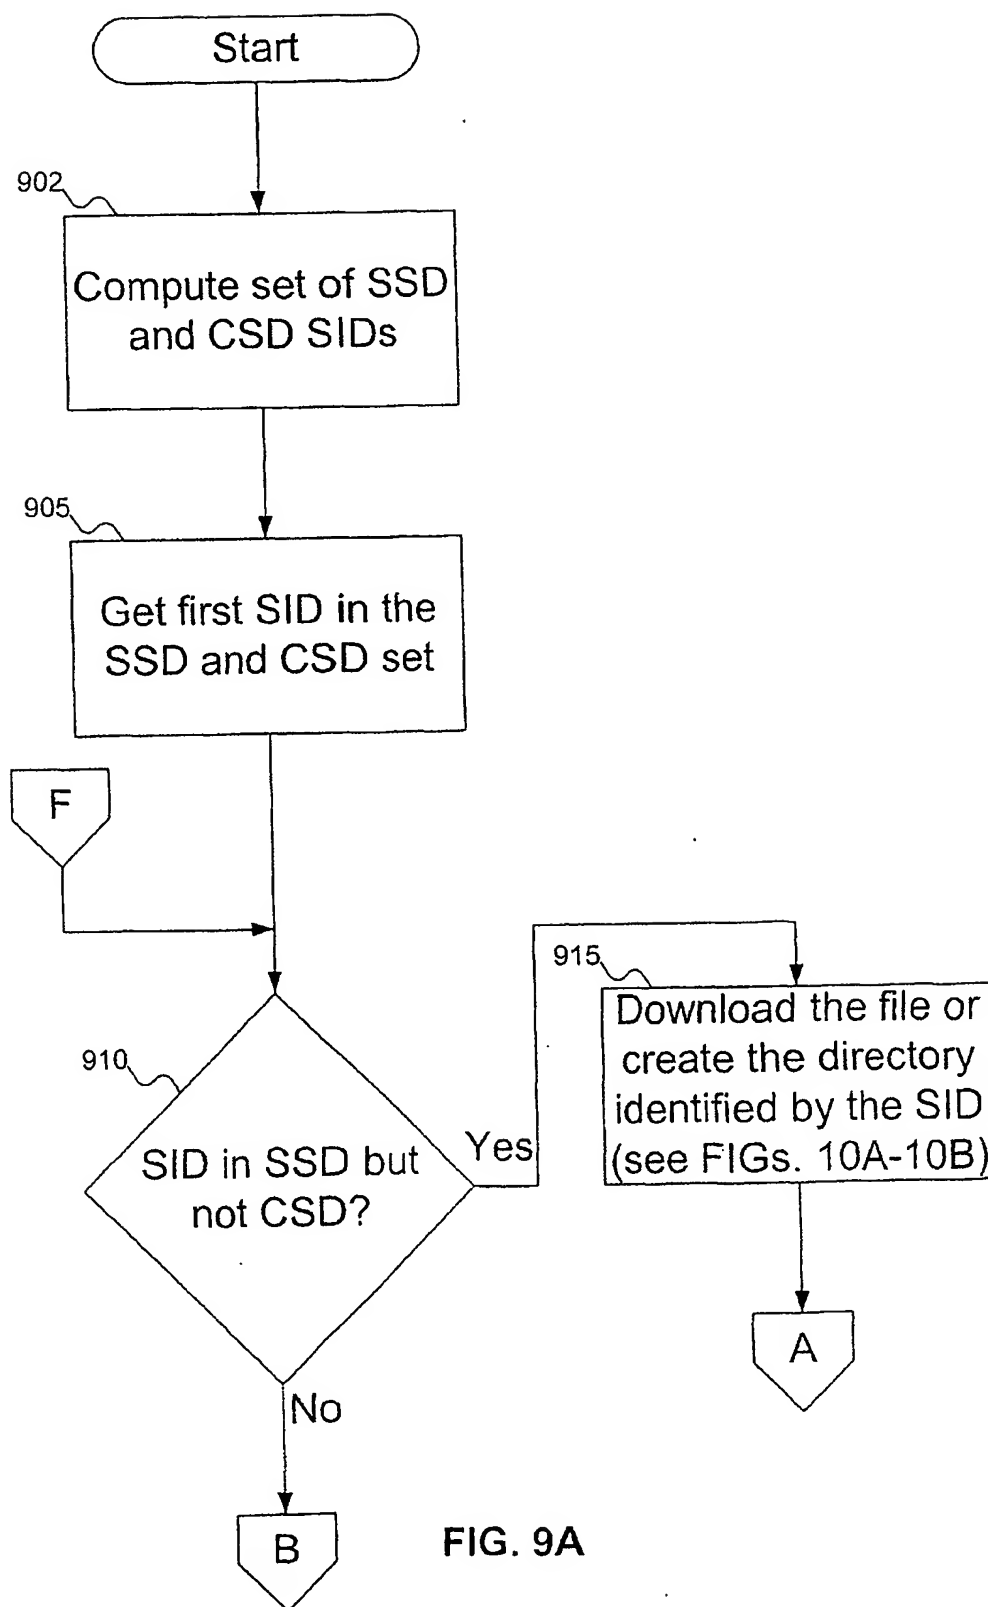 Start
902
Compute set of SSD
and CSD SIDs
905
Get first SID in the
SSD and CSD set
F
910
SID in SSD but
not CSD?
Yes
915
Download the file or
create the directory
identified by the SID
(see FIGs. 10A-10B)
A
No
B
FIG. 9A